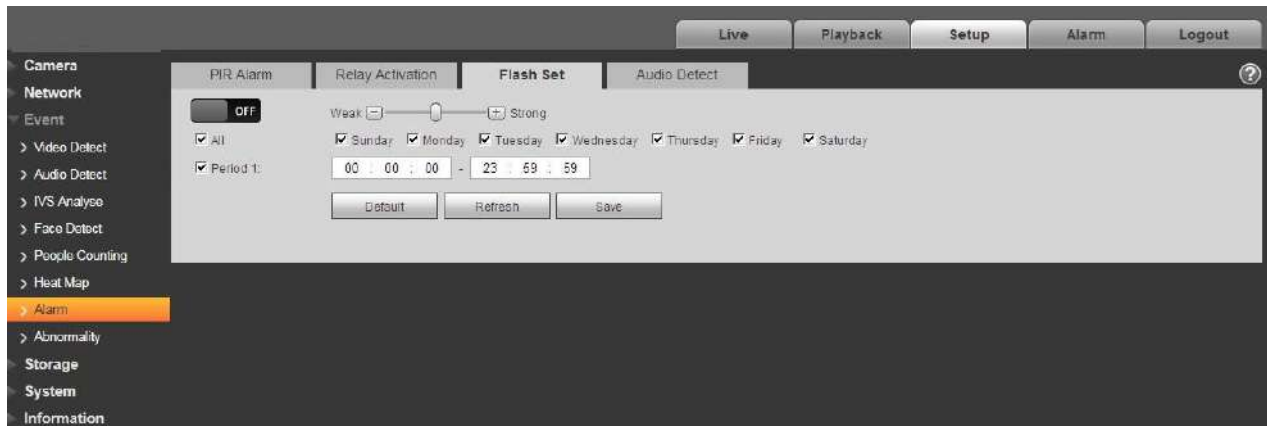 Live Playback Setup Alarm Logout
Camera
Network
Event
Video Detect
Audio Detect
IVS Analyse
Face Detect
People Counting
Heat Map
Alarm
Abnormality
Storage
System
Information
PIR Alarm Relay Activation Flash Set Audio Detect
OFF Weak Strong
All Sunday Monday Tuesday Wednesday Thursday Friday Saturday
Period 1: 00 : 00 : 00 - 23 : 59 : 59
Default Refresh Save